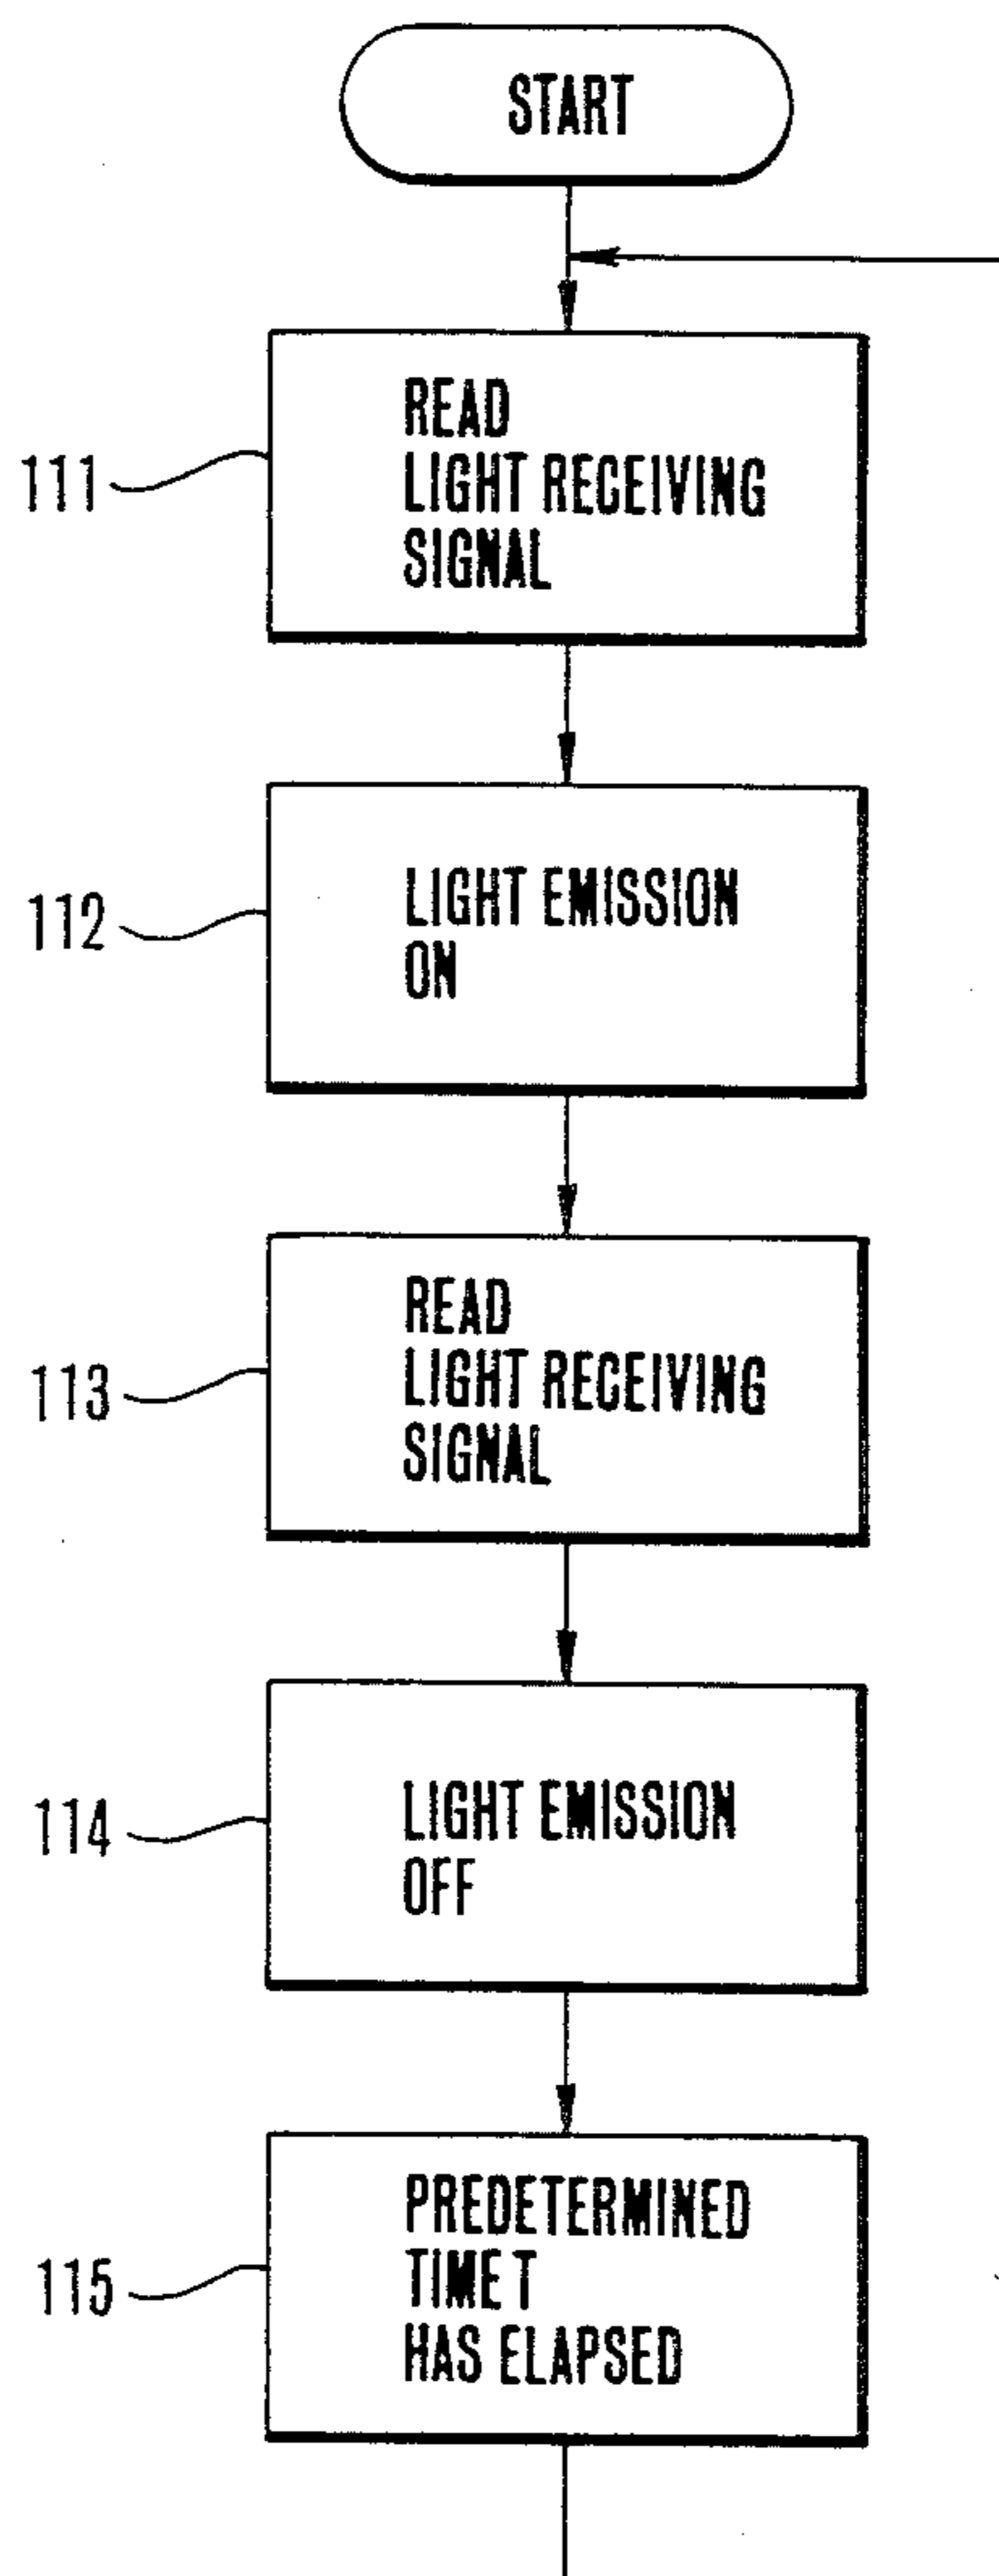 START
111
READ
LIGHT RECEIVING
SIGNAL
112
LIGHT EMISSION
ON
113
READ
LIGHT RECEIVING
SIGNAL
114
LIGHT EMISSION
OFF
115
PREDETERMINED
TIME T
HAS ELAPSED